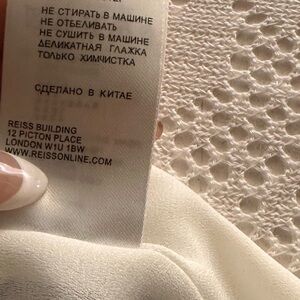 НЕ СТИРАТЬ В МАШИНЕ
НЕ ОТБЕЛИВАТЬ
НЕ СУШИТЬ В МАШИНЕ
ДЕЛИКАТНАЯ ГЛАЖКА
ТОЛЬКО ХИМЧИСТКА
СДЕЛАНО В КИТАЕ
REISS BUILDING
12 PICTON PLACE
LONDON W1U 1BW
WWW.REISSONLINE.COM